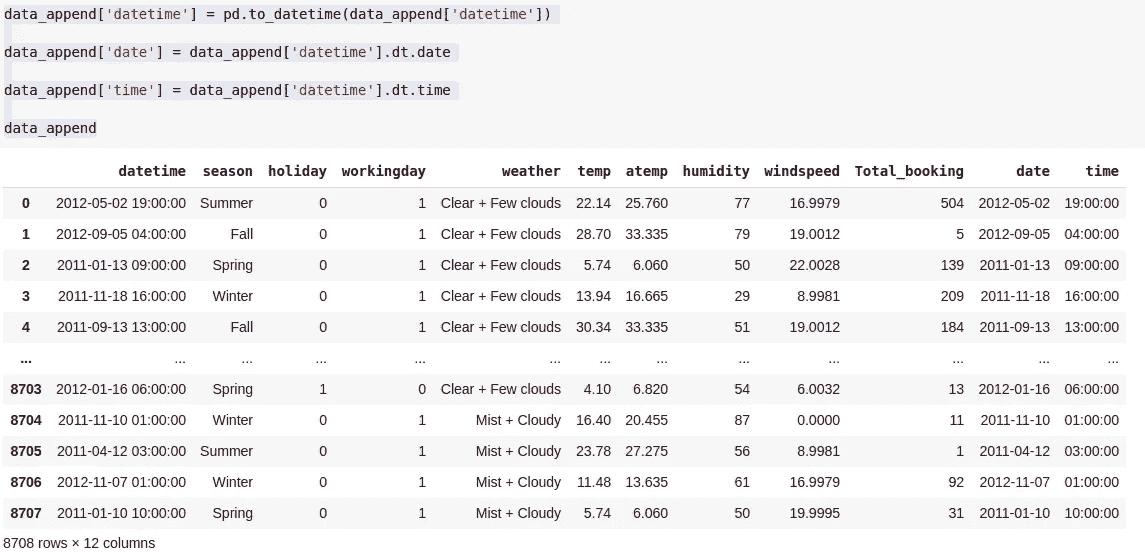 data_append['datetime'] = pd.to_datetime(data_append['datetime'])
data_append['date'] = data_append['datetime'].dt.date
data_append['time'] = data_append['datetime'].dt.time
data_append
datetime season holiday workingday weather temp atemp humidity windspeed Total_booking date time
0 2012-05-02 19:00:00 Summer 0 1 Clear + Few clouds 22.14 25.760 77 16.9979 504 2012-05-02 19:00:00
1 2012-09-05 04:00:00 Fall 0 1 Clear + Few clouds 28.70 33.335 79 19.0012 5 2012-09-05 04:00:00
2 2011-01-13 09:00:00 Spring 0 1 Clear + Few clouds 5.74 6.060 50 22.0028 139 2011-01-13 09:00:00
3 2011-11-18 16:00:00 Winter 0 1 Clear + Few clouds 13.94 16.665 29 8.9981 209 2011-11-18 16:00:00
4 2011-09-13 13:00:00 Fall 0 1 Clear + Few clouds 30.34 33.335 51 19.0012 184 2011-09-13 13:00:00
... ... ... ... ... ... ... ... ... ... ... ... ...
8703 2012-01-16 06:00:00 Spring 1 0 Clear + Few clouds 4.10 6.820 54 6.0032 13 2012-01-16 06:00:00
8704 2011-11-10 01:00:00 Winter 0 1 Mist + Cloudy 16.40 20.455 87 0.0000 11 2011-11-10 01:00:00
8705 2011-04-12 03:00:00 Summer 0 1 Mist + Cloudy 23.78 27.275 56 8.9981 1 2011-04-12 03:00:00
8706 2012-11-07 01:00:00 Winter 0 1 Mist + Cloudy 11.48 13.635 61 16.9979 92 2012-11-07 01:00:00
8707 2011-01-10 10:00:00 Spring 0 1 Mist + Cloudy 5.74 6.060 50 19.9995 31 2011-01-10 10:00:00
8708 rows × 12 columns